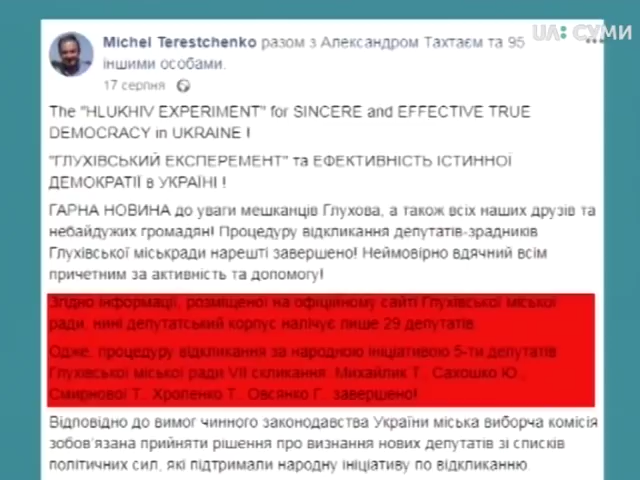 UA: СУМИ
Michel Terestchenko разом з Александром Тахтаєм та 95
іншими особами.
17 серпня
The "HLUKHIV EXPERIMENT" for SINCERE and EFFECTIVE TRUE
DEMOCRACY in UKRAINE !
"ГЛУХІВСЬКИЙ ЕКСПЕРЕМЕНТ" та ЕФЕКТИВНІСТЬ ІСТИННОЇ
ДЕМОКРАТІЇ в УКРАЇНІ !
ГАРНА НОВИНА до уваги мешканців Глухова, а також всіх наших друзів та
небайдужих громадян! Процедуру відкликання депутатів-зрадників
Глухівської міськради нарешті завершено! Неймовірно вдячний всім
причетним за активність та допомогу!
Згідно інформації, розміщеної на офіційному сайті Глухівської міської
ради, нині депутатський корпус налічує лише 29 депутатів.
Отже, процедуру відкликання за народною ініціативою 5-ти депутатів
Глухівської міської ради VII скликання: Михайлик Т., Сахошко Ю.,
Смирнової Т., Хропенко Т., Овсянко Г. завершено!
Відповідно до вимог чинного законодавства України міська виборча комісія
зобов'язана прийняти рішення про визнання нових депутатів зі списків
політичних сил, які підтримали народну ініціативу по відкликанню